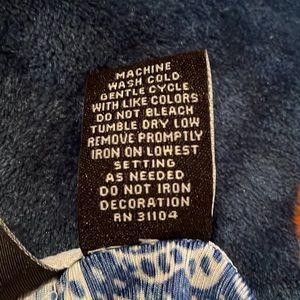 MACHINE
WASH COLD
GENTLE CYCLE
WITH LIKE COLORS
DO NOT BLEACH
TUMBLE DRY LOW
REMOVE PROMPTLY
IRON ON LOWEST
SETTING
AS NEEDED
DO NOT IRON
DECORATION
RN 31104